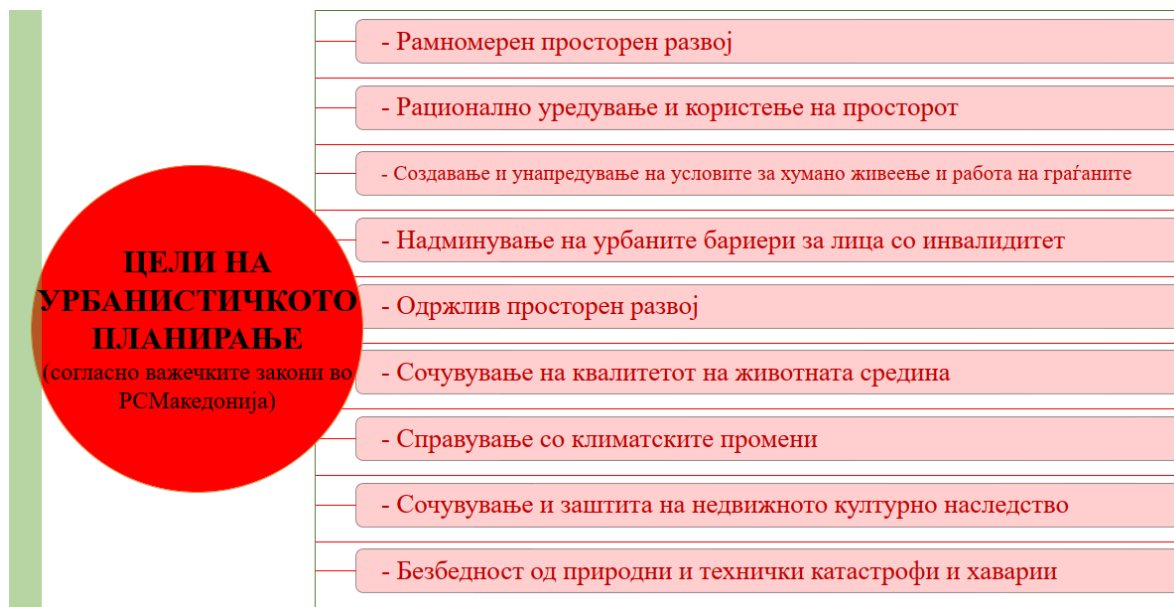 ЦЕЛИ НА
УРБАНИСТИЧКОТО
ПЛАНИРАЊЕ
(согласно важечките закони во
РСМакедонија)
- Рамномерен просторен развој
- Рационално уредување и користење на просторот
- Создавање и унапредување на условите за хумано живеење и работа на граѓаните
- Надминување на урбаните бариери за лица со инвалидитет
- Одржлив просторен развој
- Сочувување на квалитетот на животната средина
- Справување со климатските промени
- Сочувување и заштита на недвижното културно наследство
- Безбедност од природни и технички катастрофи и хаварии